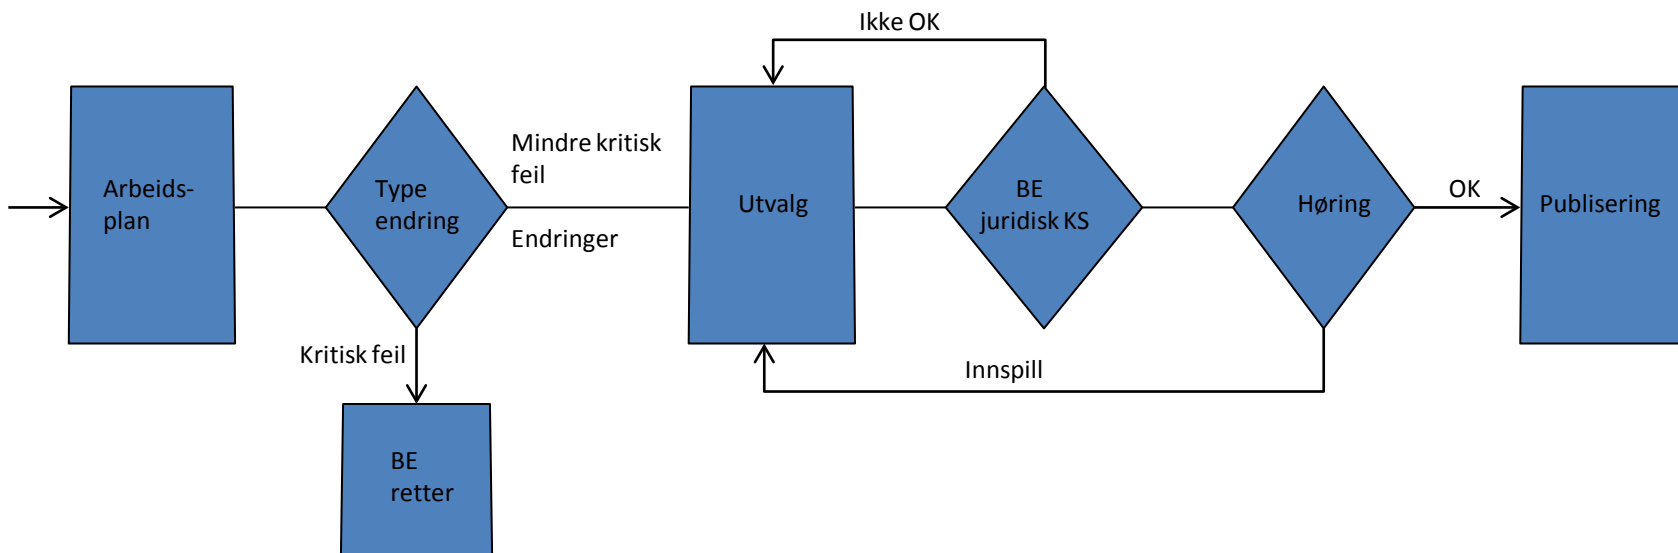 Ikke OK
Arbeids-
plan
Type
endring
Mindre kritisk
feil
Endringer
Utvalg
BE
juridisk KS
Høring
OK
Publisering
Kritisk feil
Innspill
BE
retter